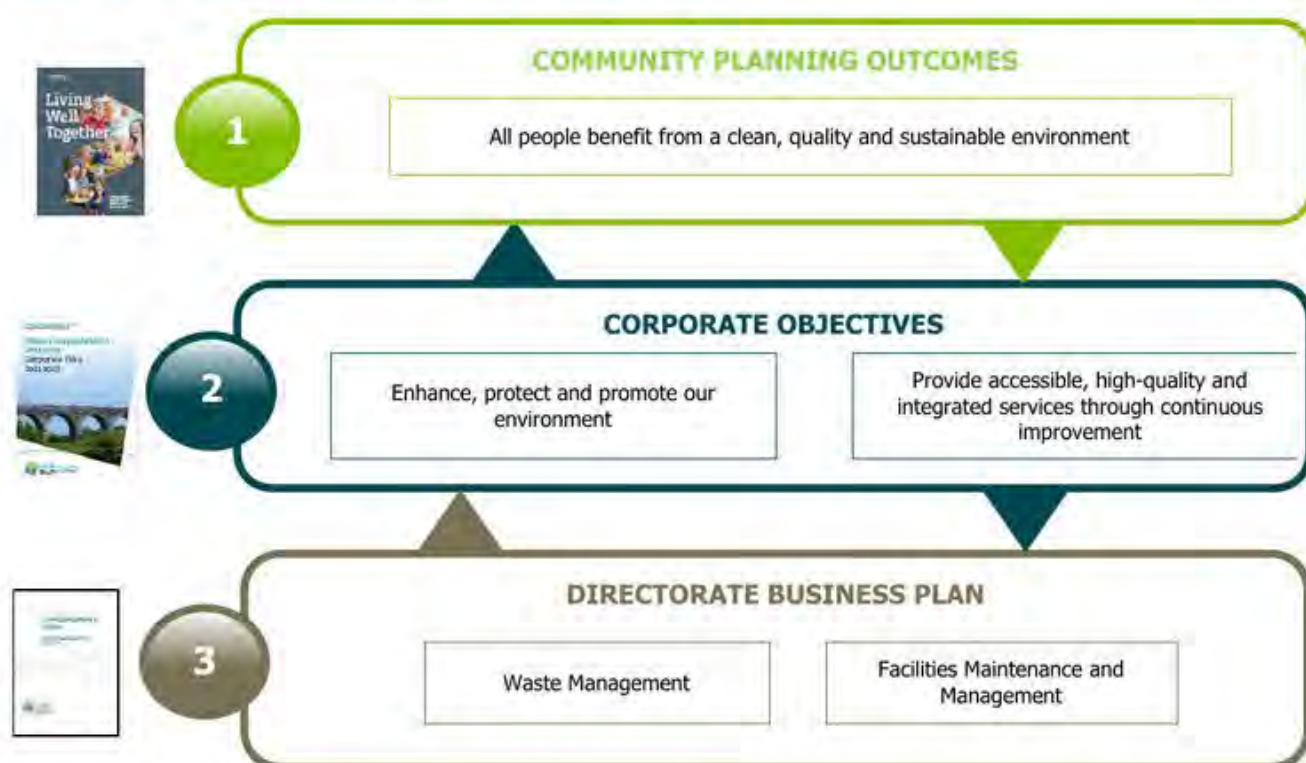 COMMUNITY PLANNING OUTCOMES
Living
Well
Together
1
All people benefit from a clean, quality and sustainable environment
CORPORATE OBJECTIVES
2
Enhance, protect and promote our
environment
Provide accessible, high-quality and
integrated services through continuous
improvement
DIRECTORATE BUSINESS PLAN
3
Waste Management
Facilities Maintenance and
Management